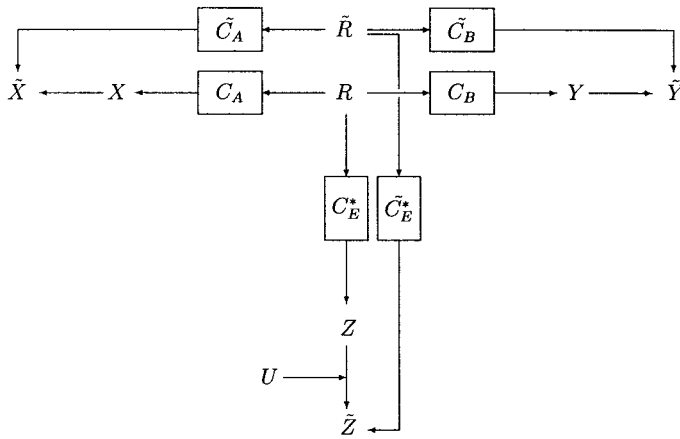 C̃_A R̃ C̃_B
X̃ X C_A R C_B Y Ỹ
C*_E C̃*_E
Z
U
Z̃